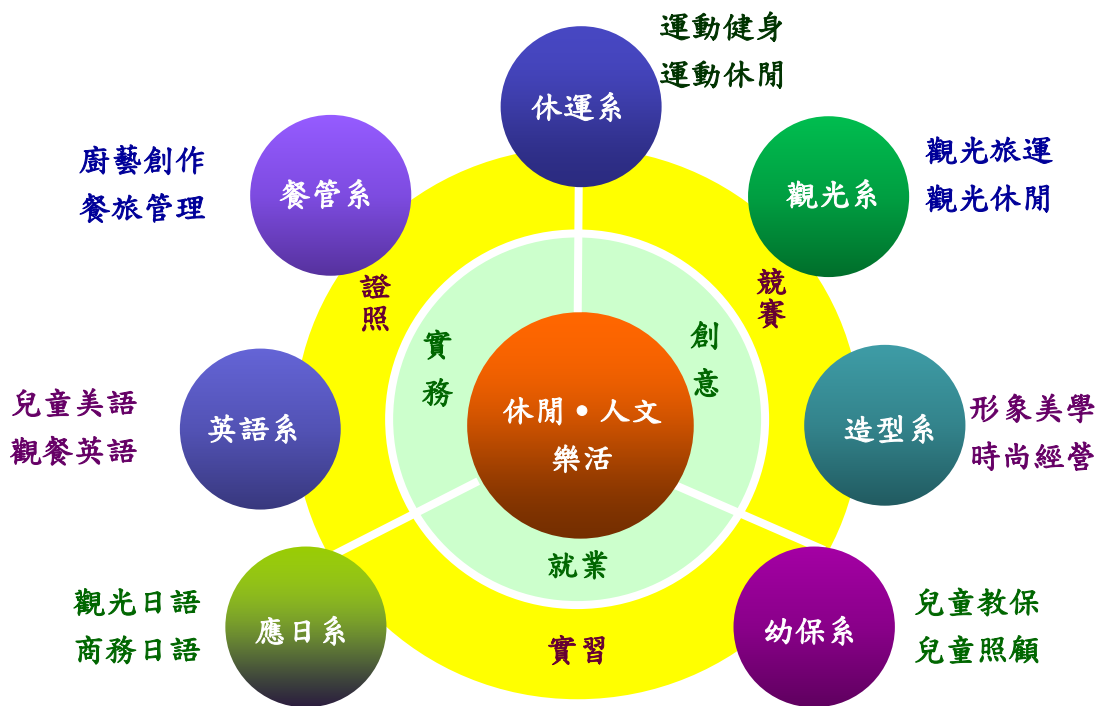 運動健身
運動休閒
休運系
廚藝創作
餐旅管理
餐管系
觀光系
觀光旅運
觀光休閒
證照
競賽
實務
創意
休閒•人文
樂活
兒童美語
觀餐英語
英語系
造型系
形象美學
時尚經營
就業
實習
觀光日語
商務日語
應日系
幼保系
兒童教保
兒童照顧